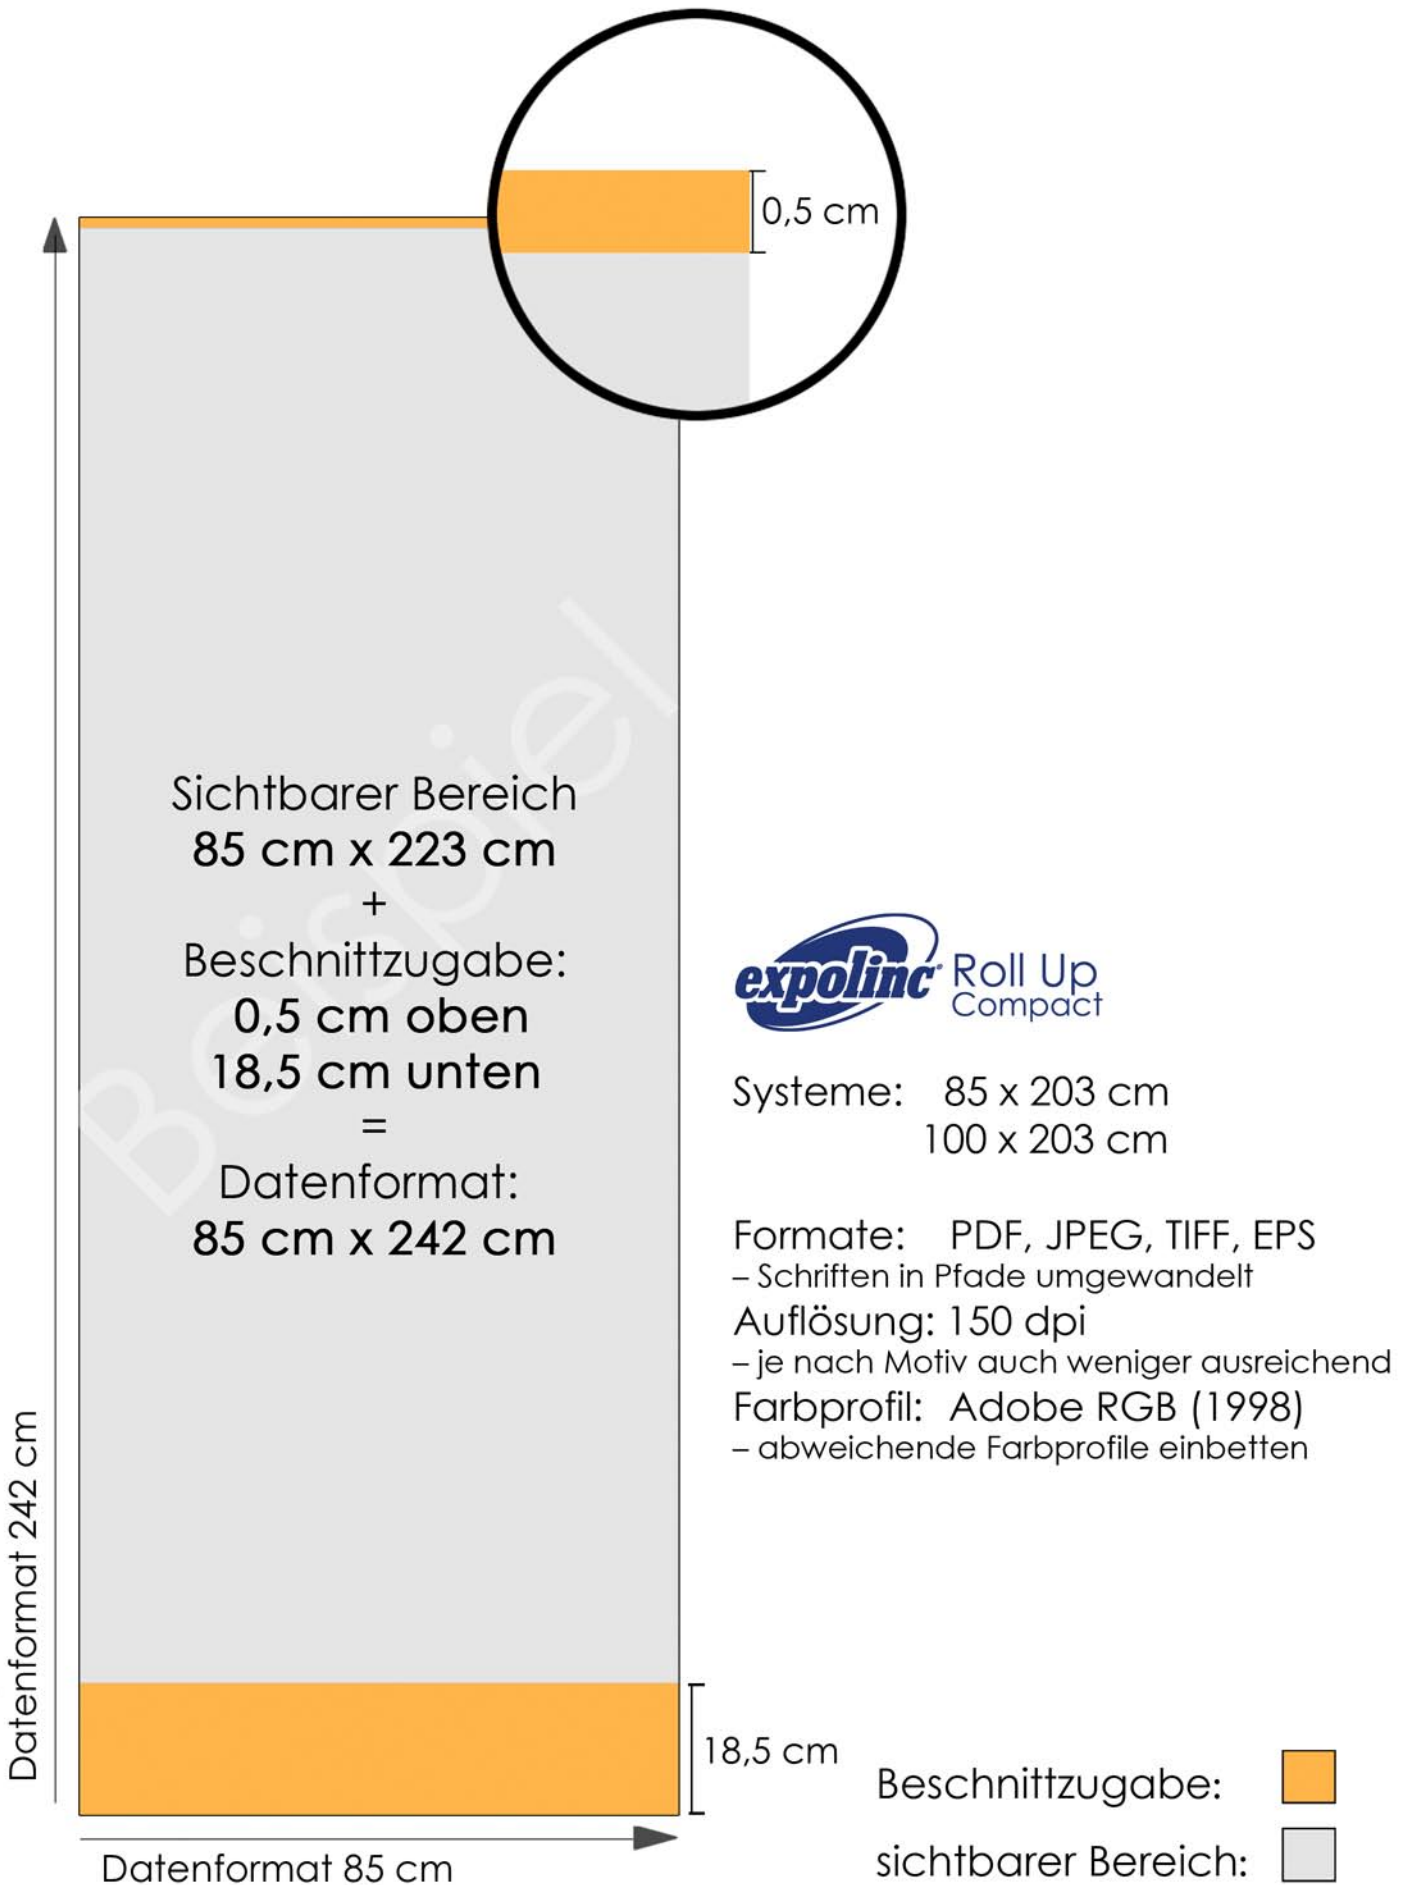 0,5 cm
Beispiel
Sichtbarer Bereich
85 cm x 223 cm
+
Beschnittzugabe:
0,5 cm oben
18,5 cm unten
=
Datenformat:
85 cm x 242 cm
expolinc Roll Up
Compact
Systeme: 85 x 203 cm
100 x 203 cm
Formate: PDF, JPEG, TIFF, EPS
– Schriften in Pfade umgewandelt
Auflösung: 150 dpi
– je nach Motiv auch weniger ausreichend
Farbprofil: Adobe RGB (1998)
– abweichende Farbprofile einbetten
Datenformat 242 cm
18,5 cm
Datenformat 85 cm
Beschnittzugabe:
sichtbarer Bereich: